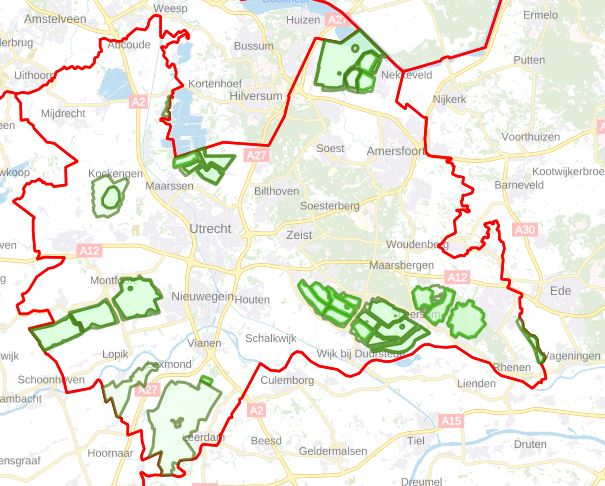 Weesp
Huizen
A27
Ermelo
Amstelveen
Abcoude
Bussum
Putten
Uithoorn
Kortenhoef
Nekkeveld
A2
Hilversum
Nijkerk
Mijdrecht
Voorthuizen
Soest
Amersfoort
A27
Kootwijkerbroek
Kockengen
Maarssen
Bilthoven
Barneveld
Soesterberg
Utrecht
Zeist
A30
A12
Woudenberg
Maarsbergen
Montfoort
A12
Ede
Nieuwegein
Houten
Schalkwijk
Vianen
Lopik
Wijk bij Duurstede
Wageningen
Rhenen
Schoonhoven
Culemborg
Lienden
A27
A2
A15
Hoornaar
Leerdam
Beesd
Tiel
Druten
Geldermalsen
Dreumel